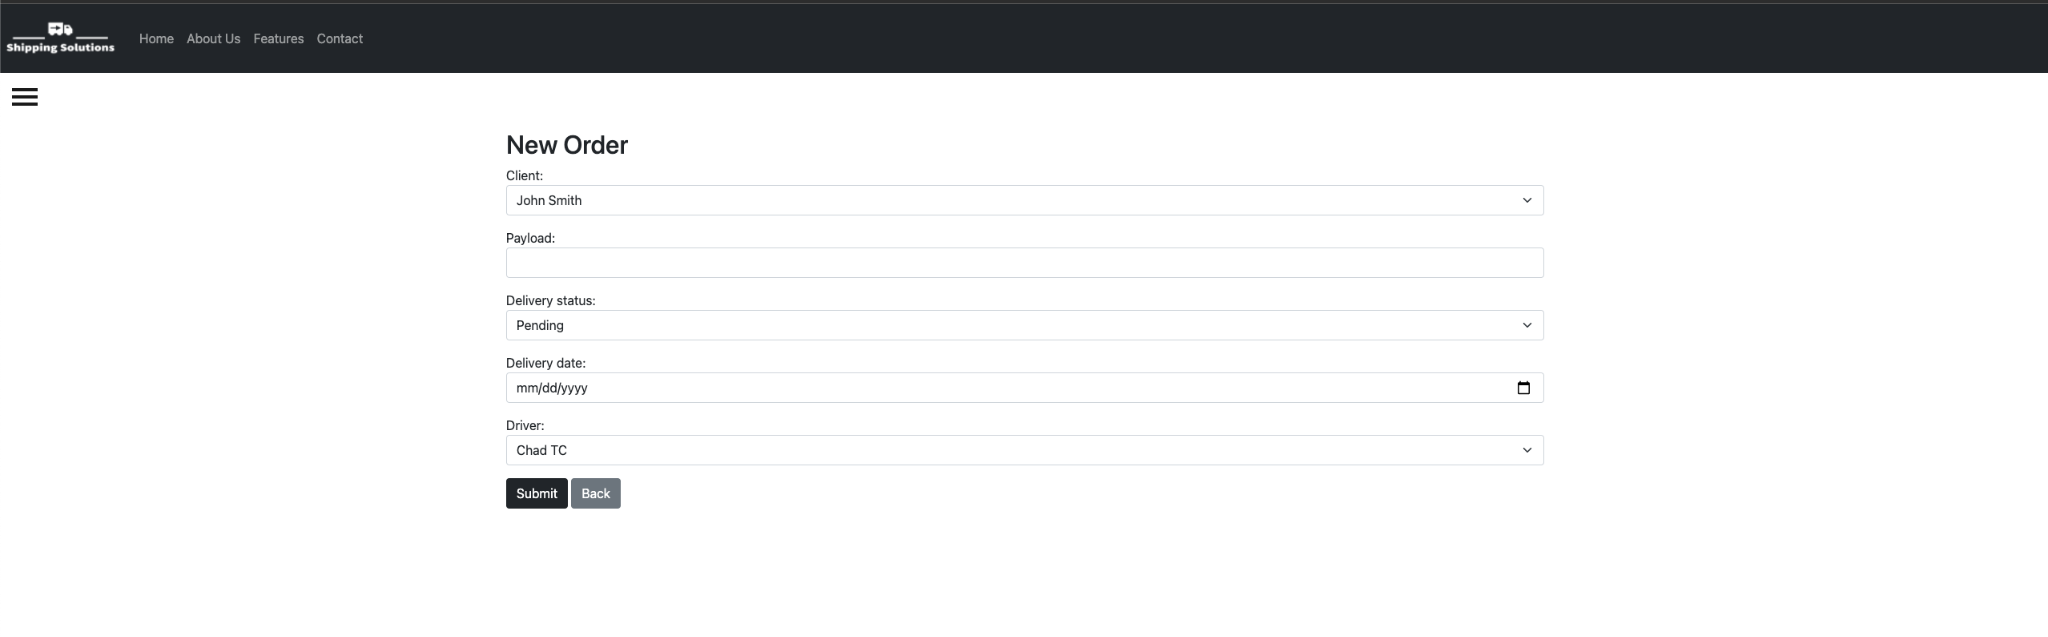 Shipping Solutions
Home About Us Features Contact
New Order
Client:
John Smith
Payload:
Delivery status:
Pending
Delivery date:
mm/dd/yyyy
Driver:
Chad TC
Submit Back